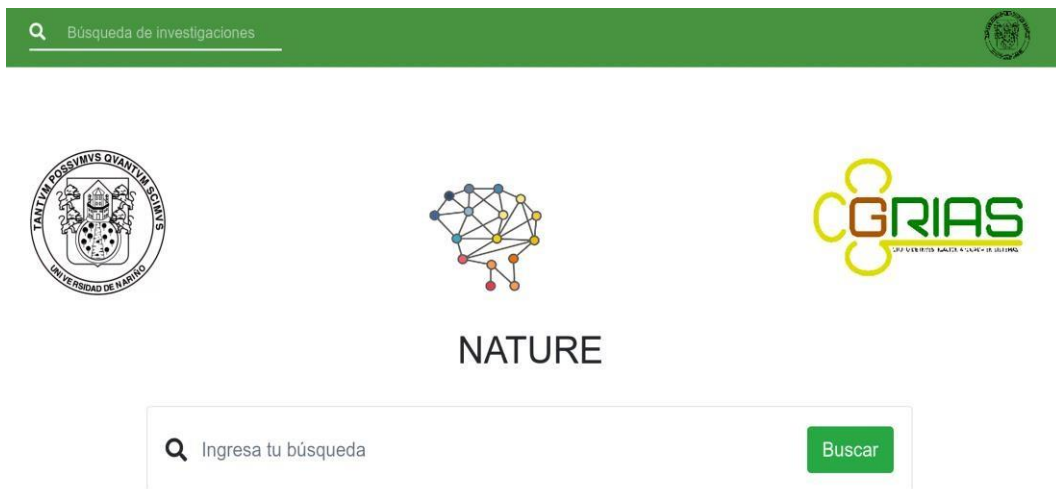 Búsqueda de investigaciones
TANTVM POSSVMVS QVANTVM SCIMVS
UNIVERSIDAD DE NARIÑO
GRIAS
NATURE
Ingresa tu búsqueda
Buscar